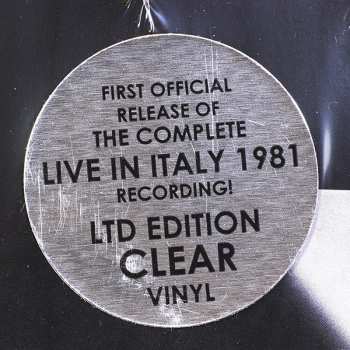 FIRST OFFICIAL
RELEASE OF
THE COMPLETE
LIVE IN ITALY 1981
RECORDING!
LTD EDITION
CLEAR
VINYL